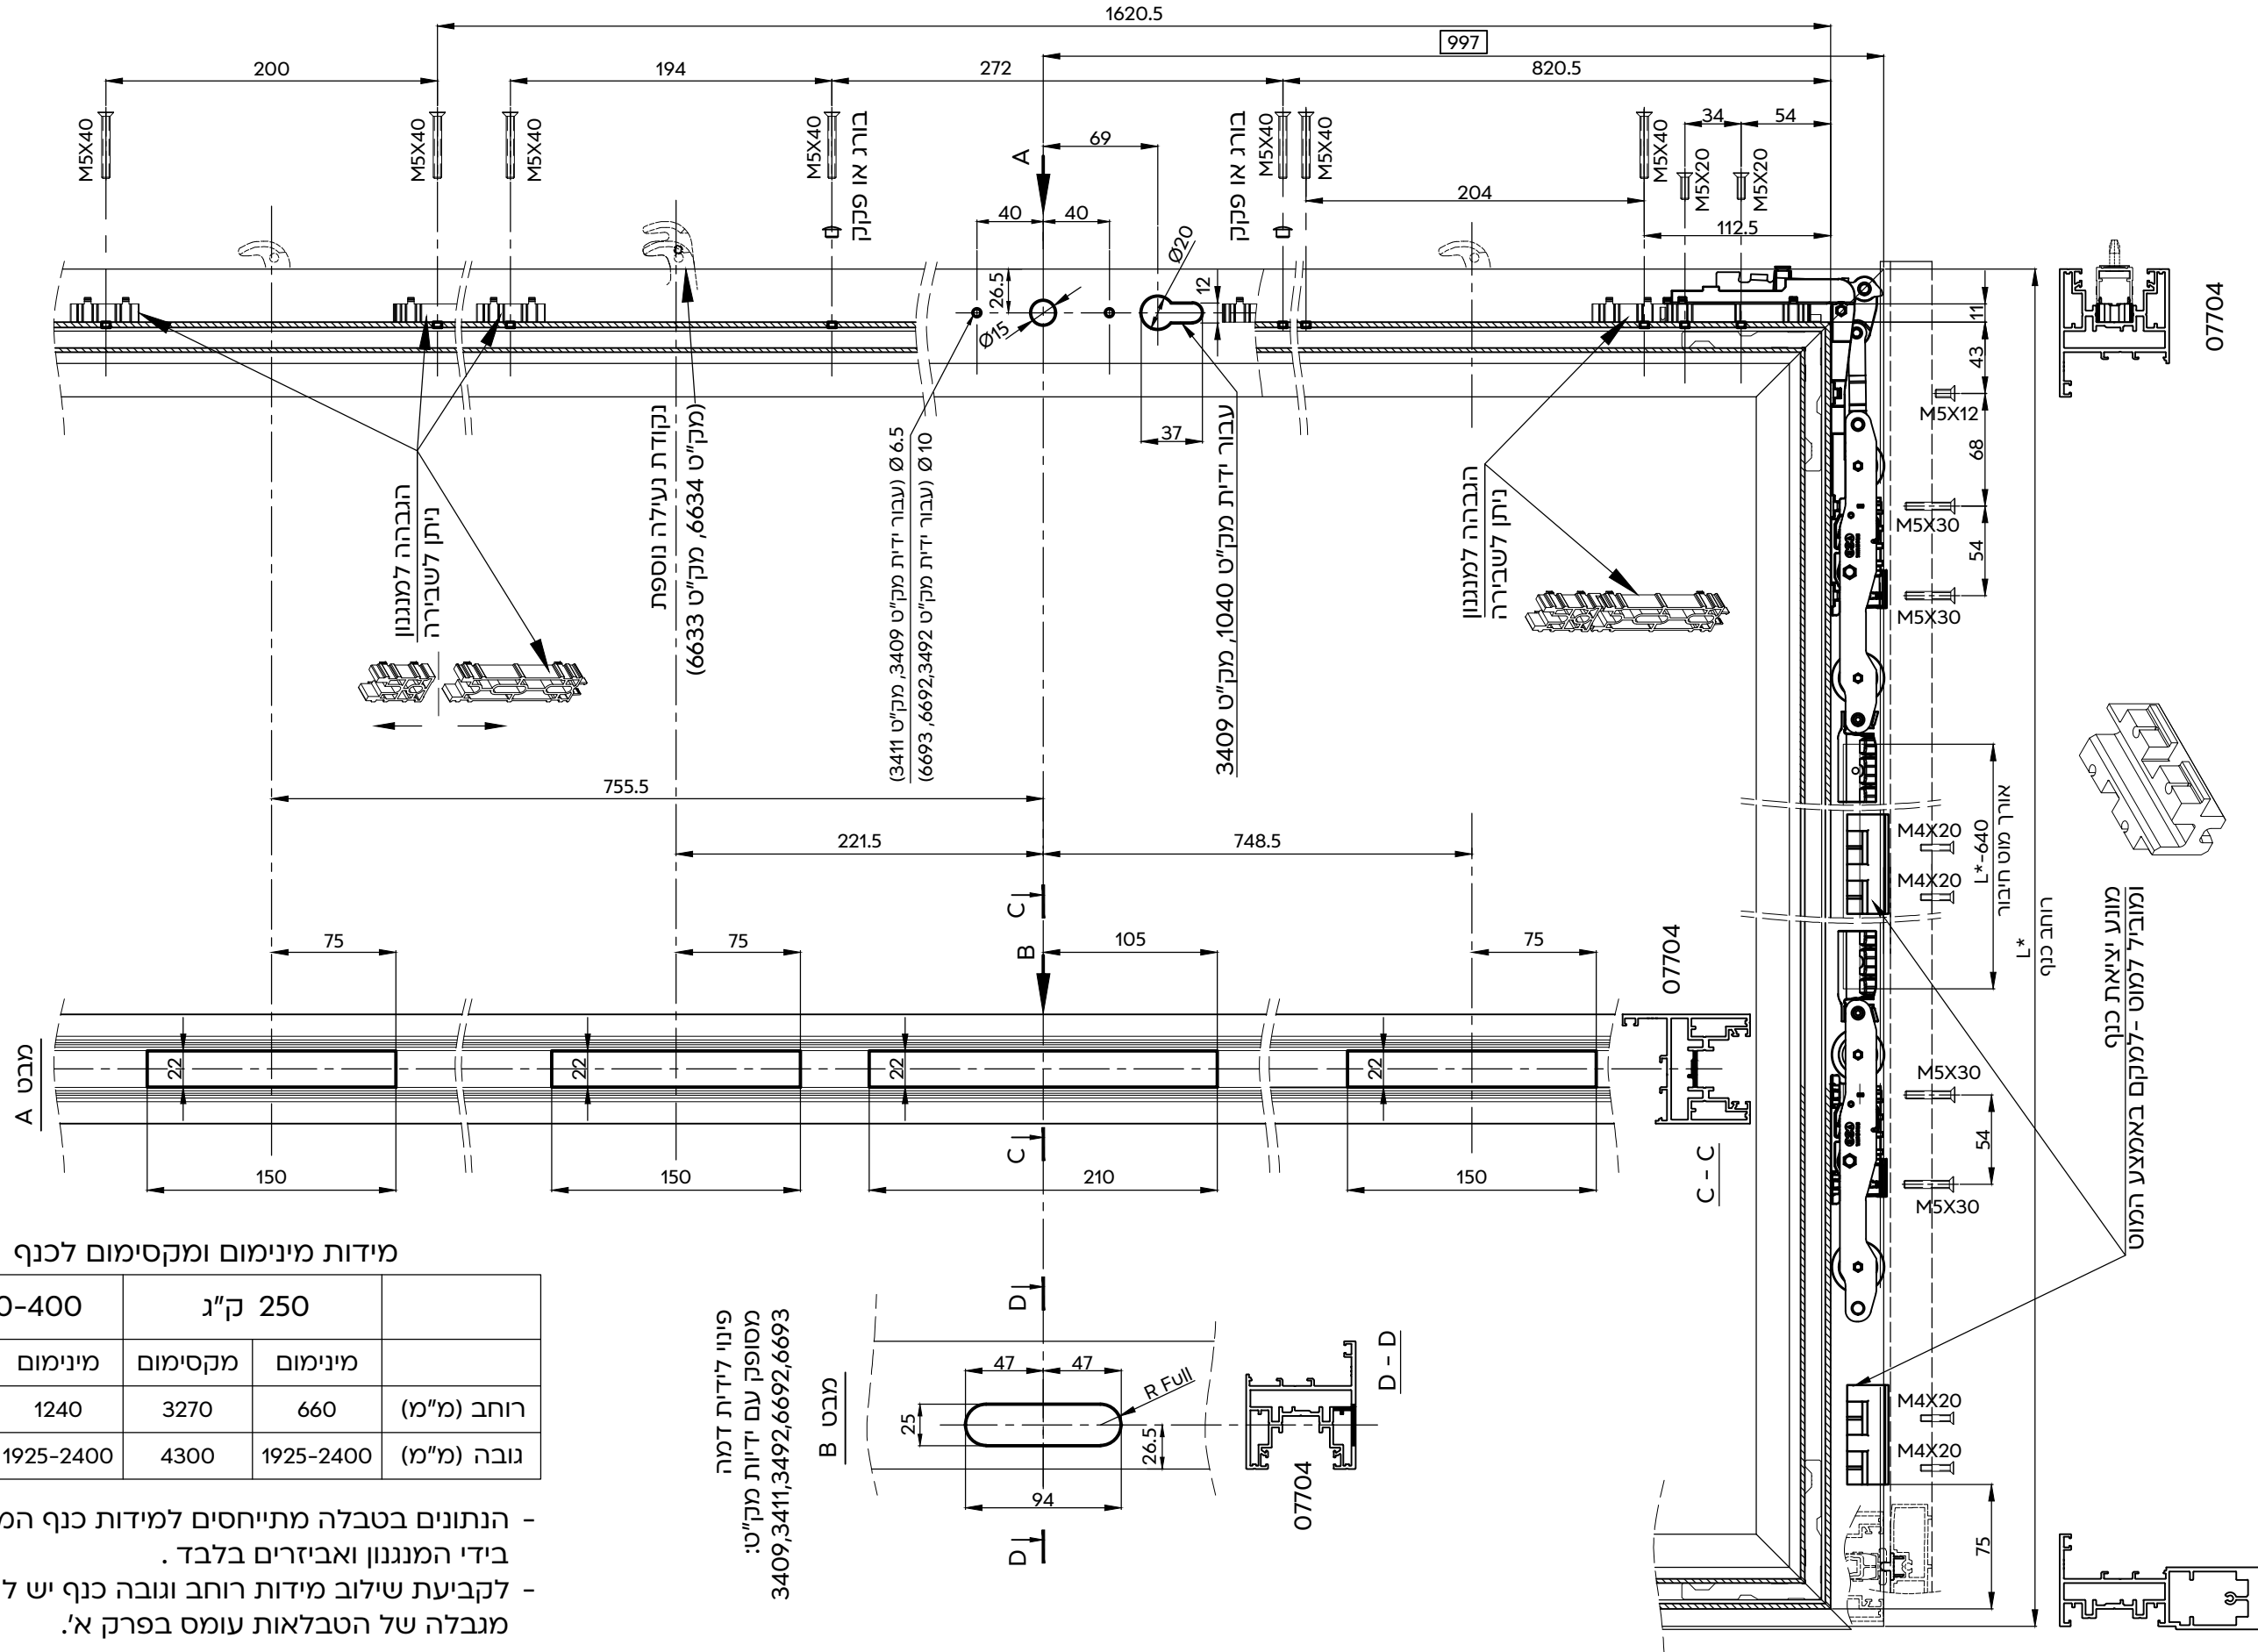 1620.5
997
200
194
272
820.5
M5X40
M5X40
M5X40
M5X40
בורג או פקק
A
69
בורג או פקק
M5X40
M5X40
M5X40
34
54
M5X20
M5X20
204
112.5
40
40
Ø20
26.5
12
Ø15
37
11
43
M5X12
68
M5X30
54
M5X30
07704
הגבהה למנגנון
ניתן לשבירה
נקודת נעילה נוספת
(מק"ט 6634, מק"ט 6633)
Ø 6.5 (עבור ידית מק"ט 3409, מק"ט 3411)
Ø 10 (עבור ידית מק"ט 6692,3492, 6693)
עבור ידית מק"ט 1040, מק"ט 3409
הגבהה למנגנון
ניתן לשבירה
755.5
221.5
748.5
C
B
75
75
105
75
07704
M4X20
M4X20
L*-640
אורך מוט חיבור
L*
רוחב כנף
מונע יציאת כנף
ומוביל למוט - למקם באמצע המוט
מבט A
22
22
22
22
150
150
210
150
C
C - C
M5X30
54
M5X30
מידות מינימום ומקסימום לכנף
250 ק"ג
0-400
מינימום
מקסימום
מינימום
רוחב (מ"מ)
660
3270
1240
גובה (מ"מ)
1925-2400
4300
1925-2400
- הנתונים בטבלה מתייחסים למידות כנף המ
בידי המנגנון ואביזרים בלבד .
- לקביעת שילוב מידות רוחב וגובה כנף יש ל
מגבלה של הטבלאות עומס בפרק א'.
פינוי לידית דמה
מסופק עם ידיות מק"ט:
3409,3411,3492,6692,6693
מבט B
D
47
47
R Full
25
26.5
94
D
D - D
07704
M4X20
M4X20
75